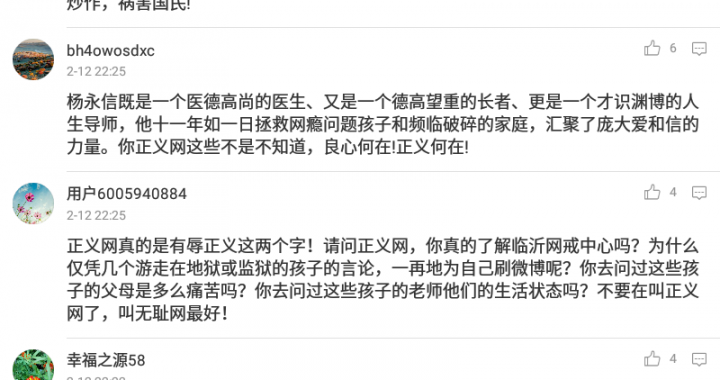 炒作，祸害国民!
bh4owosdxc
6
2-12 22:25
杨永信既是一个医德高尚的医生、又是一个德高望重的长者、更是一个才识渊博的人
生导师，他十一年如一日拯救网瘾问题孩子和频临破碎的家庭，汇聚了庞大爱和信的
力量。你正义网这些不是不知道，良心何在!正义何在!
用户6005940884
4
2-12 22:25
正义网真的是有辱正义这两个字！请问正义网，你真的了解临沂网戒中心吗？为什么
仅凭几个游走在地狱或监狱的孩子的言论，一再地为自己刷微博呢？你去问过这些孩
子的父母是多么痛苦吗？你去问过这些孩子的老师他们的生活状态吗？不要在叫正义
网了，叫无耻网最好！
幸福之源58
4